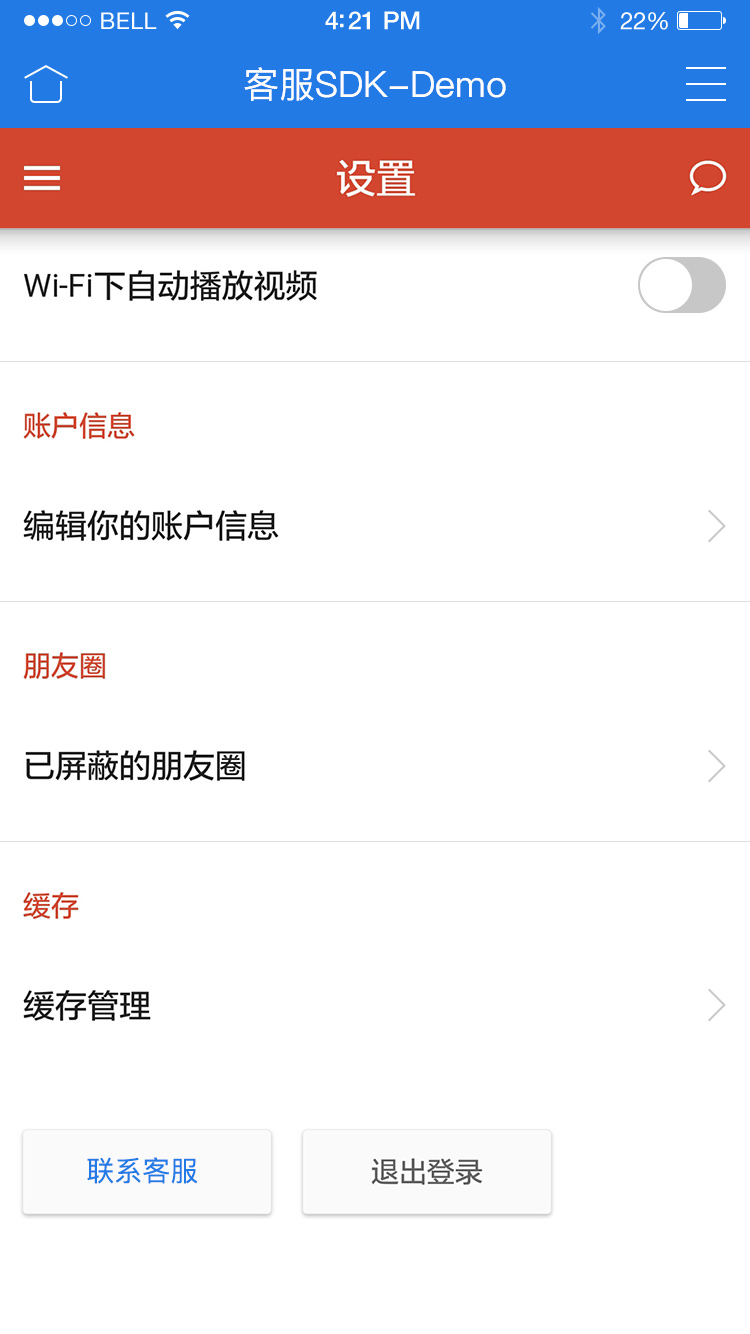 BELL 4:21 PM 22%
客服SDK-Demo
设置
Wi-Fi下自动播放视频
账户信息
编辑你的账户信息
朋友圈
已屏蔽的朋友圈
缓存
缓存管理
联系客服 退出登录